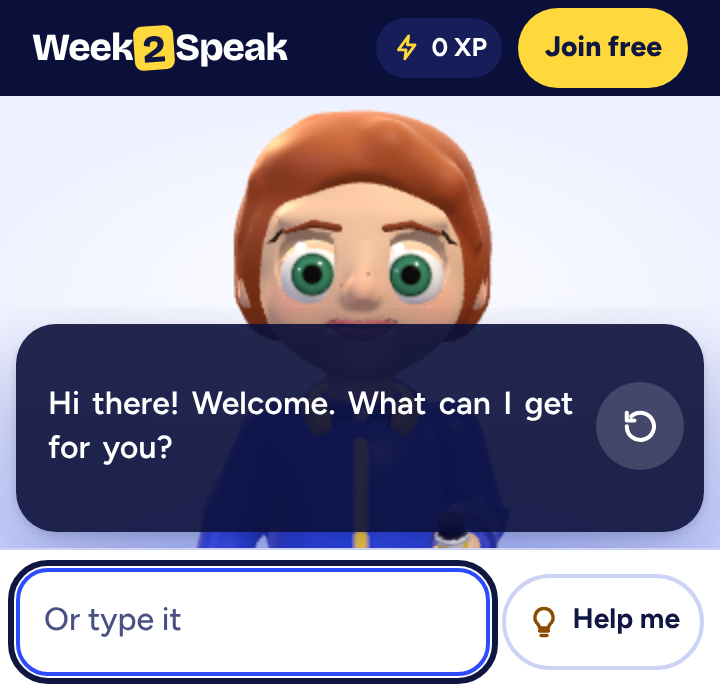 Week2Speak
0 XP
Join free
Hi there! Welcome. What can I get
for you?
Or type it
Help me